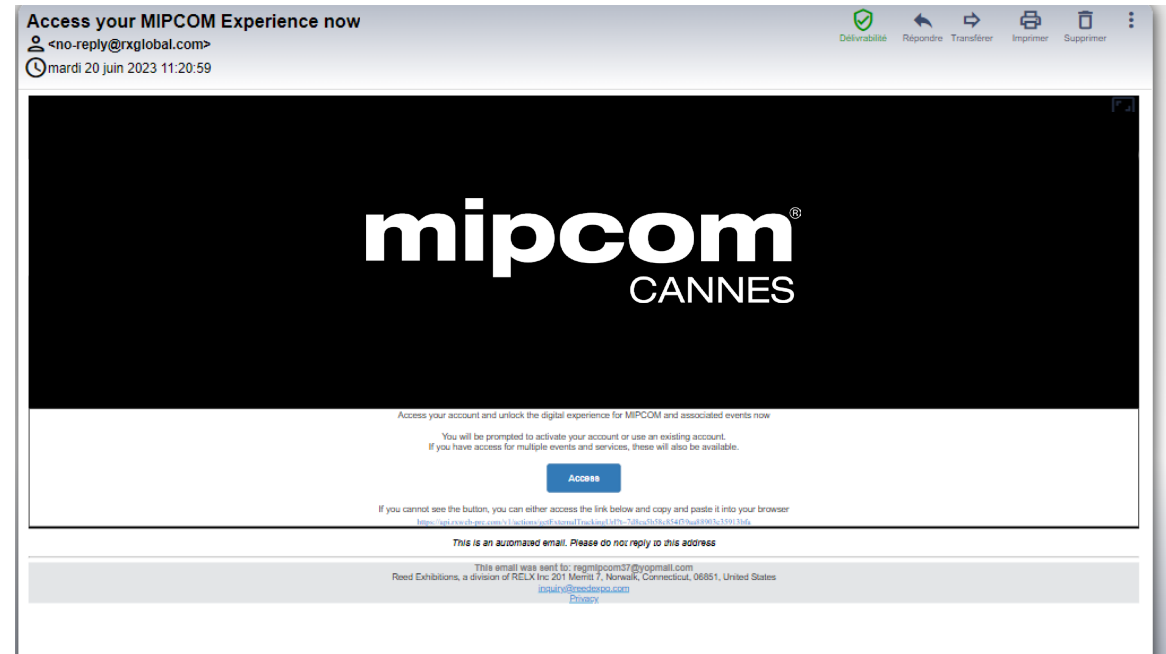 Access your MIPCOM Experience now
<no-reply@rxglobal.com>
mardi 20 juin 2023 11:20:59
Délivrabilité Répondre Transférer Imprimer Supprimer
mipcom®
CANNES
Access your account and unlock the digital experience for MIPCOM and associated events now
You will be prompted to activate your account or use an existing account.
If you have access for multiple events and services, these will also be available.
Access
If you cannot see the button, you can either access the link below and copy and paste it into your browser
This is an automated email. Please do not reply to this address
This email was sent to: regmipcom37@yopmail.com
Reed Exhibitions, a division of RELX Inc 201 Merritt 7, Norwalk, Connecticut, 06851, United States
inquiry@reedexpo.com
Privacy